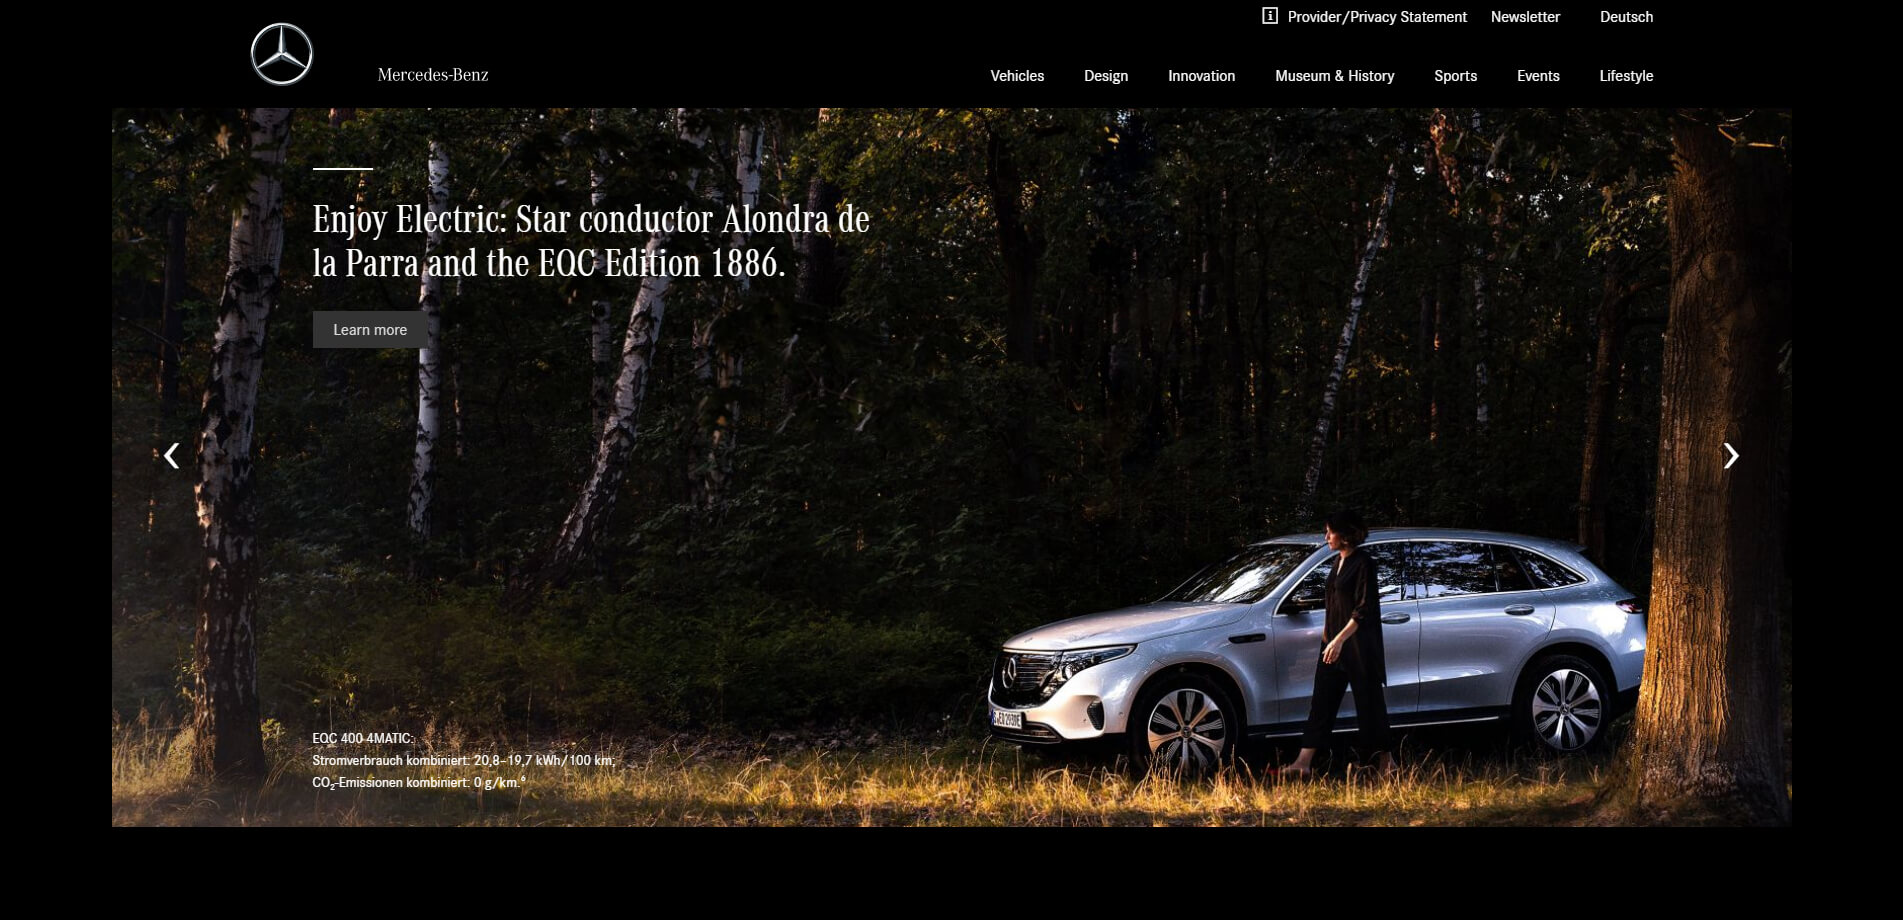 Provider/Privacy Statement Newsletter Deutsch
Mercedes-Benz
Vehicles Design Innovation Museum & History Sports Events Lifestyle
Enjoy Electric: Star conductor Alondra de
la Parra and the EQC Edition 1886.
Learn more
EQC 400 4MATIC:
Stromverbrauch kombiniert: 20,8–19,7 kWh/100 km;
CO₂-Emissionen kombiniert: 0 g/km.⁶